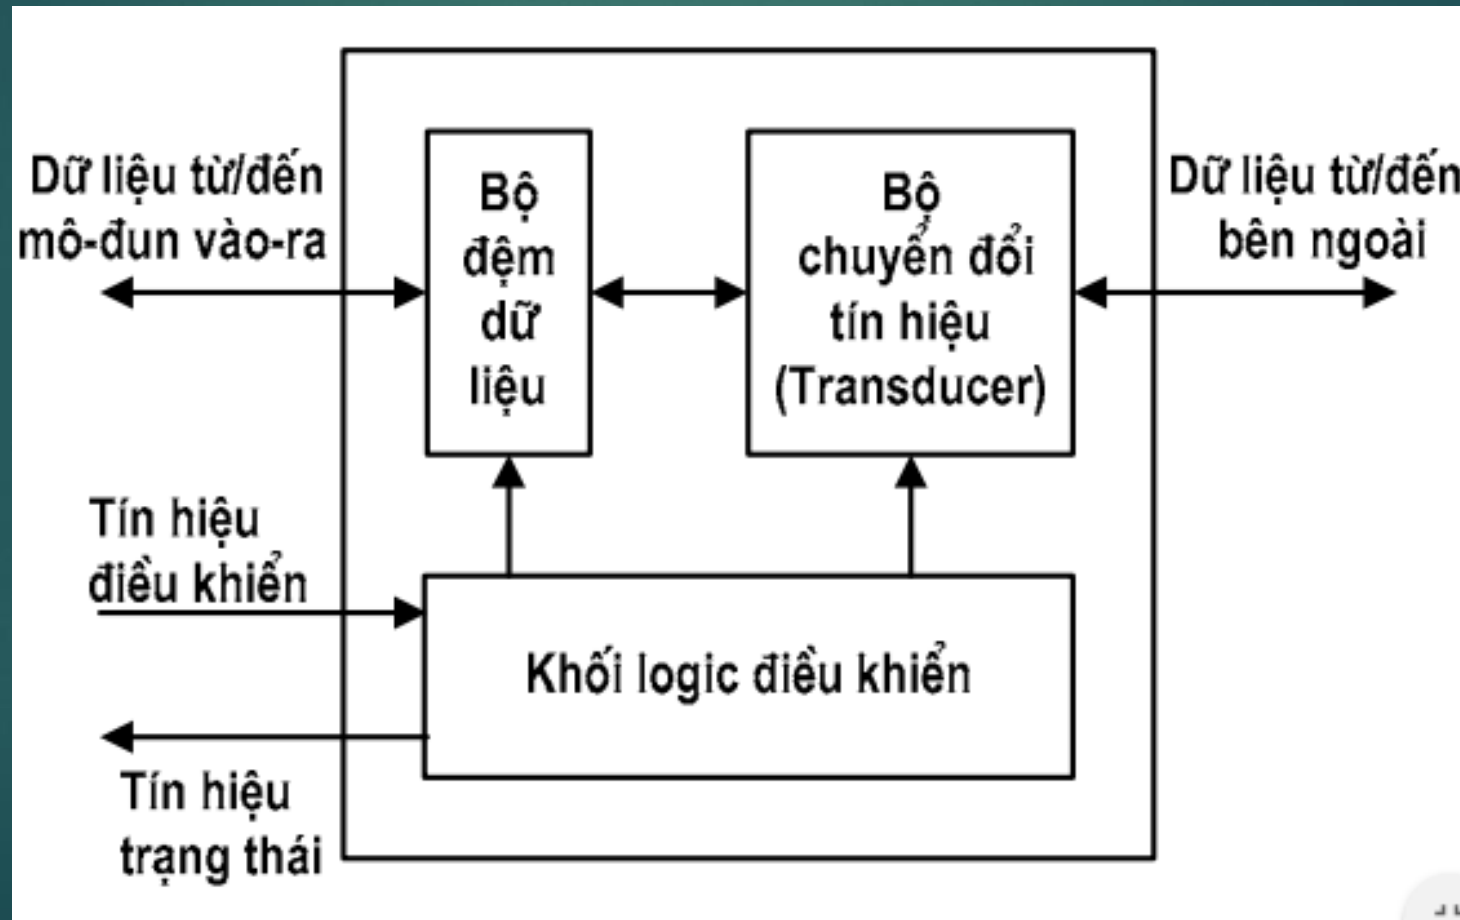 Dữ liệu từ/đến
mô-đun vào-ra
Bộ
đệm
dữ
liệu
Bộ
chuyển đổi
tín hiệu
(Transducer)
Dữ liệu từ/đến
bên ngoài
Tín hiệu
điều khiển
Khối logic điều khiển
Tín hiệu
trạng thái